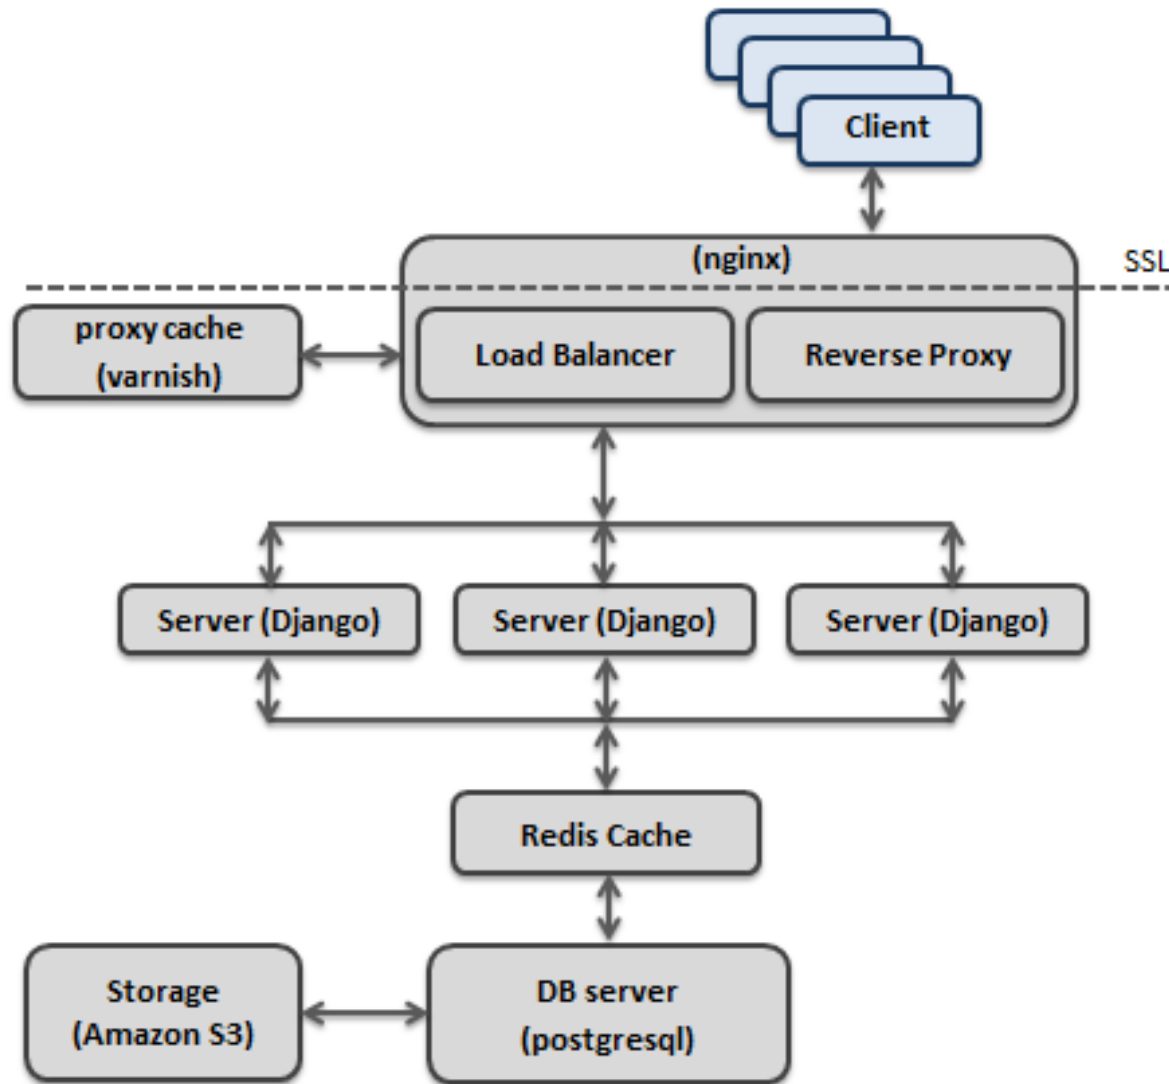 Client
(nginx)
SSL
proxy cache
(varnish)
Load Balancer
Reverse Proxy
Server (Django)
Server (Django)
Server (Django)
Redis Cache
Storage
(Amazon S3)
DB server
(postgresql)